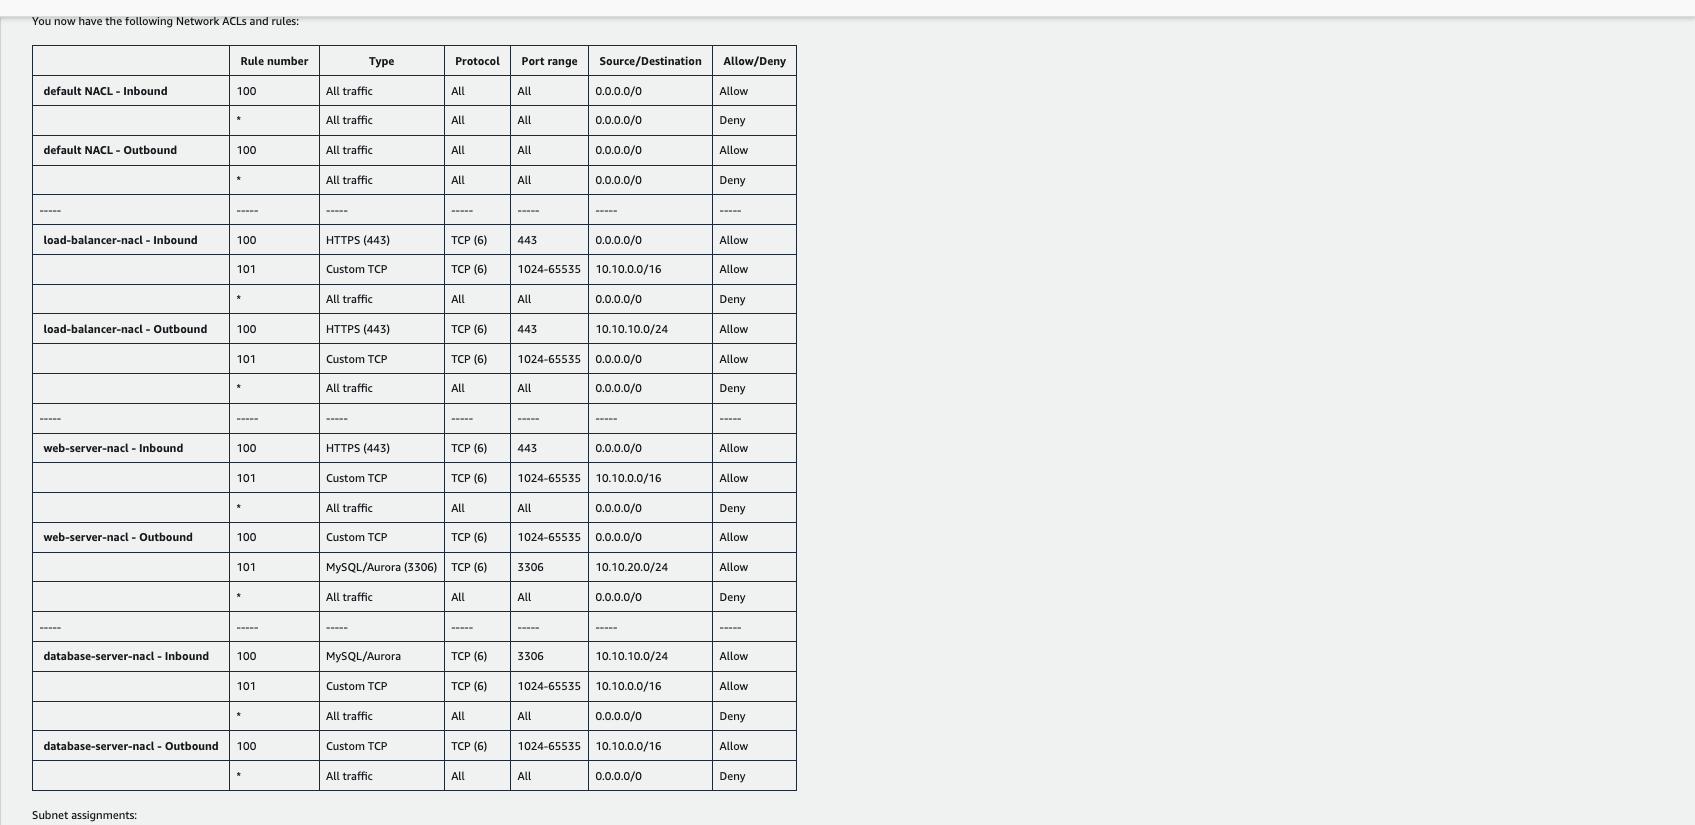 You now have the following Network ACLs and rules:
Rule number Type Protocol Port range Source/Destination Allow/Deny
default NACL - Inbound 100 All traffic All All 0.0.0.0/0 Allow
* All traffic All All 0.0.0.0/0 Deny
default NACL - Outbound 100 All traffic All All 0.0.0.0/0 Allow
* All traffic All All 0.0.0.0/0 Deny
----- ----- ----- ----- ----- ----- -----
load-balancer-nacl - Inbound 100 HTTPS (443) TCP (6) 443 0.0.0.0/0 Allow
101 Custom TCP TCP (6) 1024-65535 10.10.0.0/16 Allow
* All traffic All All 0.0.0.0/0 Deny
load-balancer-nacl - Outbound 100 HTTPS (443) TCP (6) 443 10.10.10.0/24 Allow
101 Custom TCP TCP (6) 1024-65535 0.0.0.0/0 Allow
* All traffic All All 0.0.0.0/0 Deny
----- ----- ----- ----- ----- ----- -----
web-server-nacl - Inbound 100 HTTPS (443) TCP (6) 443 0.0.0.0/0 Allow
101 Custom TCP TCP (6) 1024-65535 10.10.0.0/16 Allow
* All traffic All All 0.0.0.0/0 Deny
web-server-nacl - Outbound 100 Custom TCP TCP (6) 1024-65535 0.0.0.0/0 Allow
101 MySQL/Aurora (3306) TCP (6) 3306 10.10.20.0/24 Allow
* All traffic All All 0.0.0.0/0 Deny
----- ----- ----- ----- ----- ----- -----
database-server-nacl - Inbound 100 MySQL/Aurora TCP (6) 3306 10.10.10.0/24 Allow
101 Custom TCP TCP (6) 1024-65535 10.10.0.0/16 Allow
* All traffic All All 0.0.0.0/0 Deny
database-server-nacl - Outbound 100 Custom TCP TCP (6) 1024-65535 10.10.0.0/16 Allow
* All traffic All All 0.0.0.0/0 Deny
Subnet assignments: